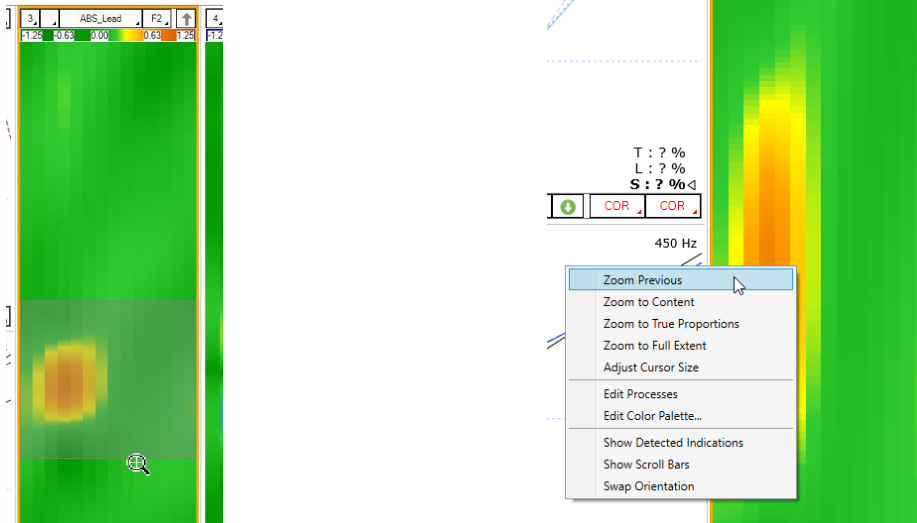 3 ABS_Lead F2 4
-1.25 -0.63 0.00 0.63 1.25 -1.2
T : ? %
L : ? %
S : ? %
COR COR
450 Hz
Zoom Previous
Zoom to Content
Zoom to True Proportions
Zoom to Full Extent
Adjust Cursor Size
Edit Processes
Edit Color Palette...
Show Detected Indications
Show Scroll Bars
Swap Orientation